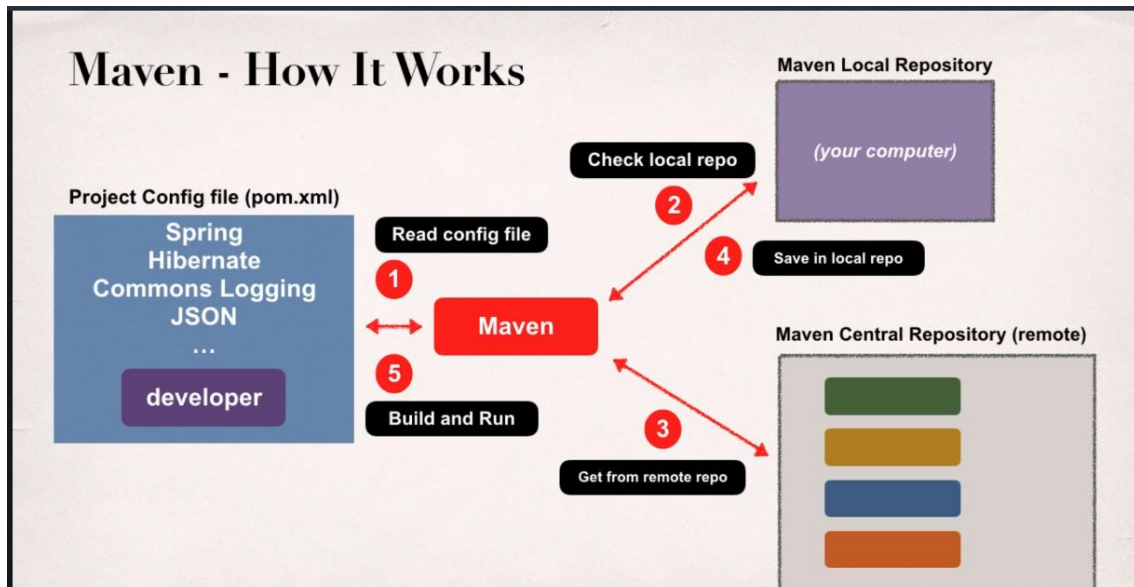 Maven - How It Works
Maven Local Repository
(your computer)
Check local repo
2
4
Save in local repo
Project Config file (pom.xml)
Spring
Hibernate
Commons Logging
JSON
...
developer
Read config file
1
Maven
5
Build and Run
3
Get from remote repo
Maven Central Repository (remote)